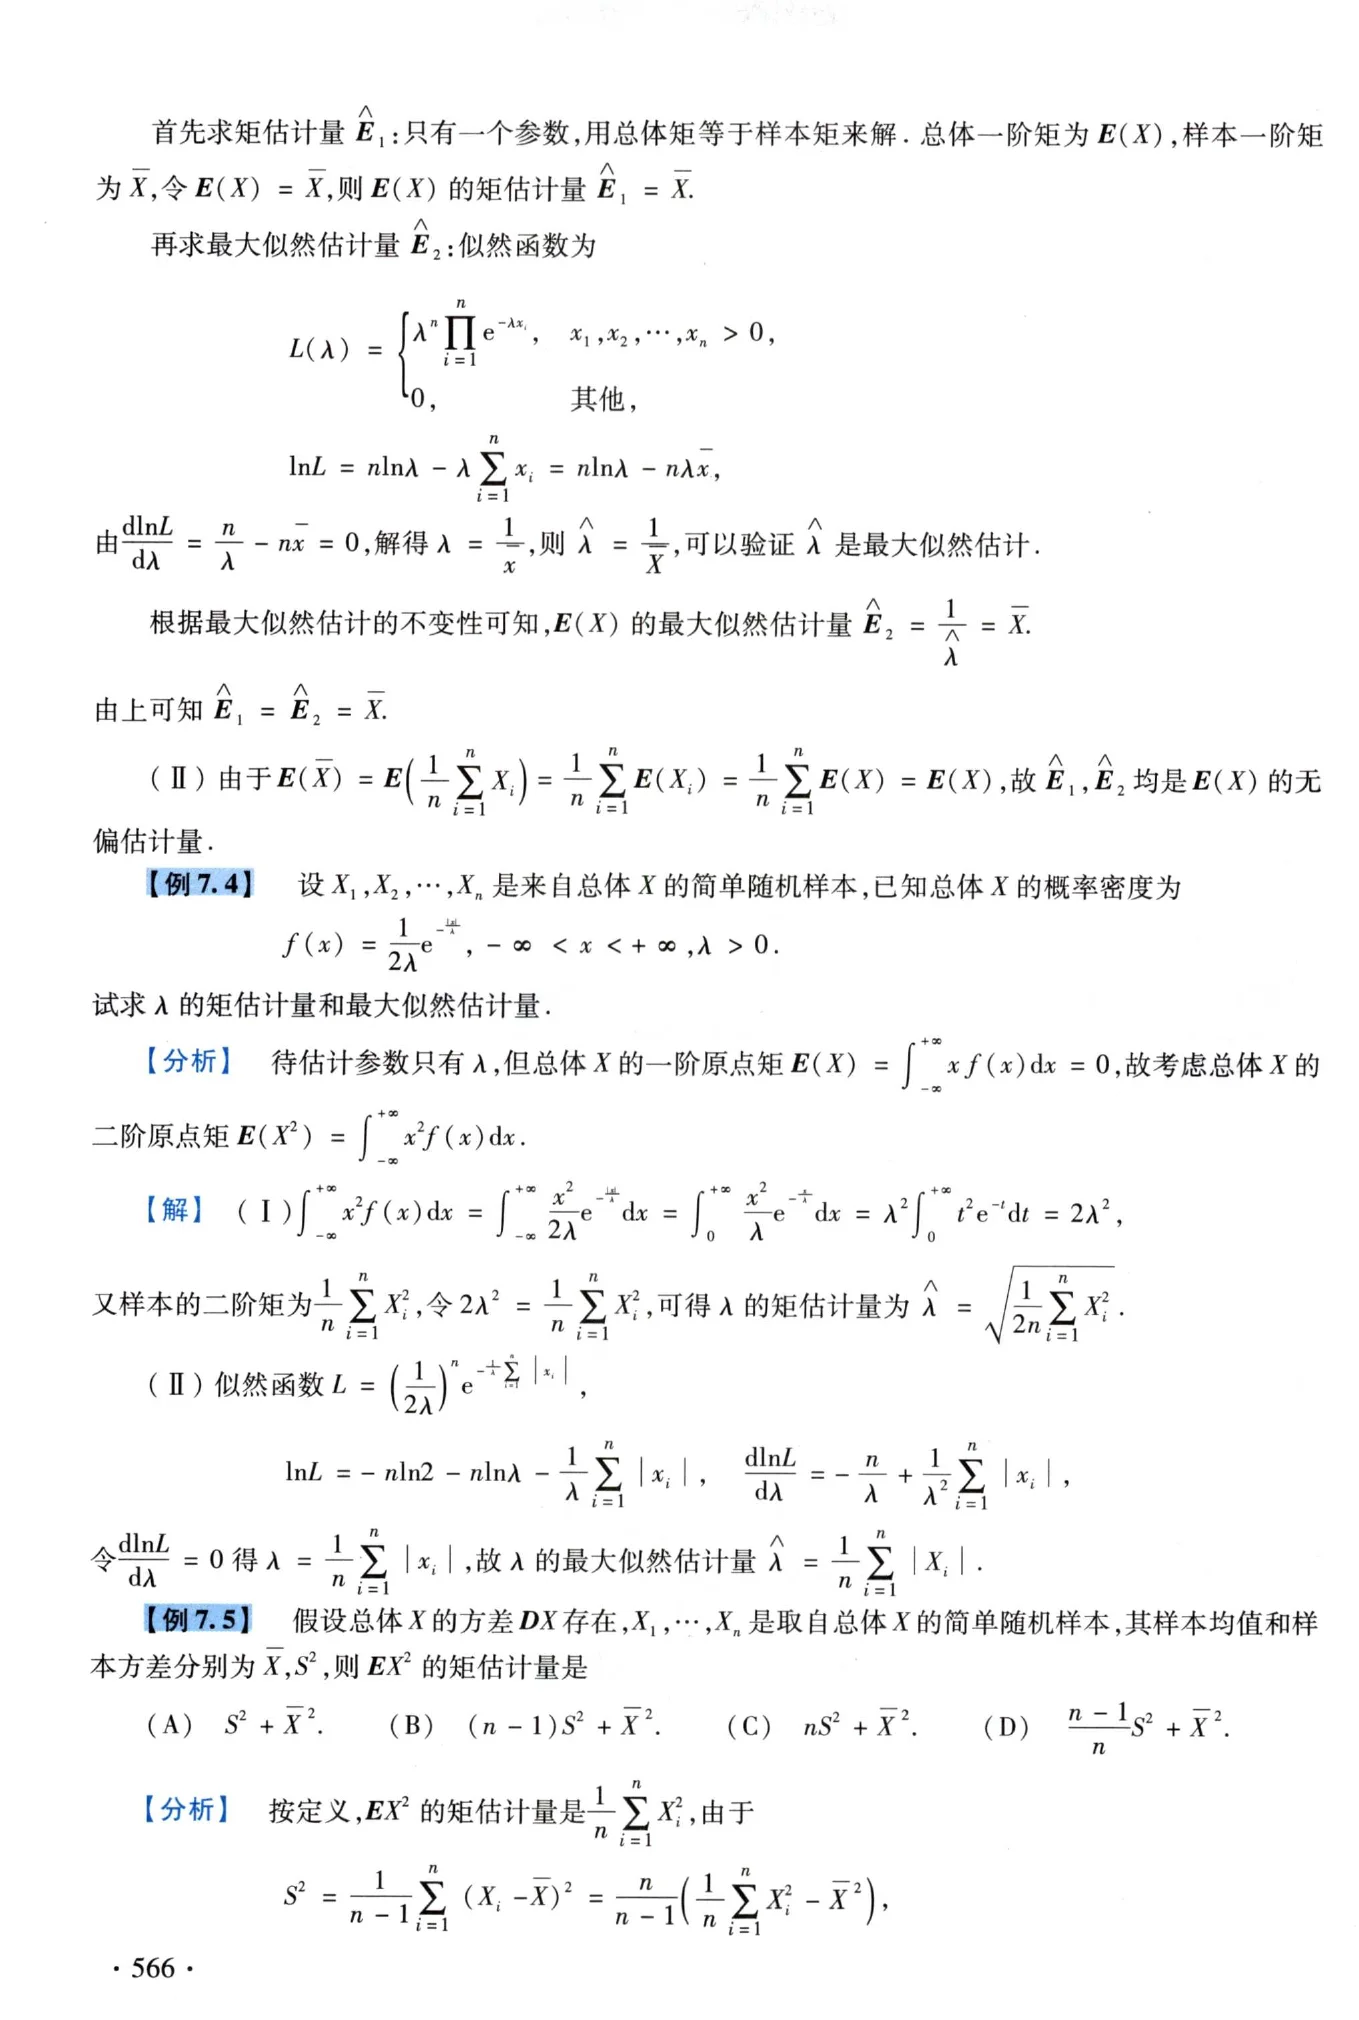 首先求矩估计量 $\hat{E}_1$:只有一个参数,用总体矩等于样本矩来解. 总体一阶矩为 $E(X)$,样本一阶矩
为 $\overline{X}$,令 $E(X) = \overline{X}$,则 $E(X)$ 的矩估计量 $\hat{E}_1 = \overline{X}$.
再求最大似然估计量 $\hat{E}_2$:似然函数为
$L(\lambda) = \begin{cases} \lambda^n \prod_{i=1}^{n} e^{-\lambda x_i}, & x_1,x_2,\cdots,x_n > 0, \\ 0, & 其他, \end{cases}$
$\ln L = n\ln\lambda - \lambda \sum_{i=1}^{n} x_i = n\ln\lambda - n\lambda\overline{x}$,
由$\frac{d\ln L}{d\lambda} = \frac{n}{\lambda} - n\overline{x} = 0$,解得 $\lambda = \frac{1}{\overline{x}}$,则 $\hat{\lambda} = \frac{1}{\overline{X}}$,可以验证 $\hat{\lambda}$ 是最大似然估计.
根据最大似然估计的不变性可知,$E(X)$ 的最大似然估计量 $\hat{E}_2 = \frac{1}{\hat{\lambda}} = \overline{X}$.
由上可知 $\hat{E}_1 = \hat{E}_2 = \overline{X}$.
(Ⅱ) 由于 $E(\overline{X}) = E\left(\frac{1}{n}\sum_{i=1}^{n} X_i\right) = \frac{1}{n}\sum_{i=1}^{n} E(X_i) = \frac{1}{n}\sum_{i=1}^{n} E(X) = E(X)$,故 $\hat{E}_1,\hat{E}_2$ 均是 $E(X)$ 的无
偏估计量.
【例 7.4】 设 $X_1,X_2,\cdots,X_n$ 是来自总体 $X$ 的简单随机样本,已知总体 $X$ 的概率密度为
$f(x) = \frac{1}{2\lambda}e^{-\frac{|x|}{\lambda}}, -\infty < x < +\infty, \lambda > 0.$
试求 $\lambda$ 的矩估计量和最大似然估计量.
【分析】 待估计参数只有 $\lambda$,但总体 $X$ 的一阶原点矩 $E(X) = \int_{-\infty}^{+\infty} xf(x)dx = 0$,故考虑总体 $X$ 的
二阶原点矩 $E(X^2) = \int_{-\infty}^{+\infty} x^2f(x)dx$.
【解】 (Ⅰ) $\int_{-\infty}^{+\infty} x^2f(x)dx = \int_{-\infty}^{+\infty} \frac{x^2}{2\lambda}e^{-\frac{|x|}{\lambda}}dx = \int_{0}^{+\infty} \frac{x^2}{\lambda}e^{-\frac{x}{\lambda}}dx = \lambda^2\int_{0}^{+\infty} t^2e^{-t}dt = 2\lambda^2$,
又样本的二阶矩为$\frac{1}{n}\sum_{i=1}^{n} X_i^2$,令 $2\lambda^2 = \frac{1}{n}\sum_{i=1}^{n} X_i^2$,可得 $\lambda$ 的矩估计量为 $\hat{\lambda} = \sqrt{\frac{1}{2n}\sum_{i=1}^{n} X_i^2}$.
(Ⅱ) 似然函数 $L = \left(\frac{1}{2\lambda}\right)^n e^{-\frac{1}{\lambda}\sum_{i=1}^{n}|x_i|}$,
$\ln L = -n\ln 2 - n\ln\lambda - \frac{1}{\lambda}\sum_{i=1}^{n}|x_i|, \quad \frac{d\ln L}{d\lambda} = -\frac{n}{\lambda} + \frac{1}{\lambda^2}\sum_{i=1}^{n}|x_i|$,
令$\frac{d\ln L}{d\lambda} = 0$ 得 $\lambda = \frac{1}{n}\sum_{i=1}^{n}|x_i|$,故 $\lambda$ 的最大似然估计量 $\hat{\lambda} = \frac{1}{n}\sum_{i=1}^{n}|X_i|$.
【例 7.5】 假设总体 $X$ 的方差 $DX$ 存在,$X_1,\cdots,X_n$ 是取自总体 $X$ 的简单随机样本,其样本均值和样
本方差分别为 $\overline{X},S^2$,则 $EX^2$ 的矩估计量是
(A) $S^2 + \overline{X}^2$. (B) $(n-1)S^2 + \overline{X}^2$. (C) $nS^2 + \overline{X}^2$. (D) $\frac{n-1}{n}S^2 + \overline{X}^2$.
【分析】 按定义,$EX^2$ 的矩估计量是$\frac{1}{n}\sum_{i=1}^{n} X_i^2$,由于
$S^2 = \frac{1}{n-1}\sum_{i=1}^{n}(X_i - \overline{X})^2 = \frac{n}{n-1}\left(\frac{1}{n}\sum_{i=1}^{n} X_i^2 - \overline{X}^2\right)$,
· 566 ·